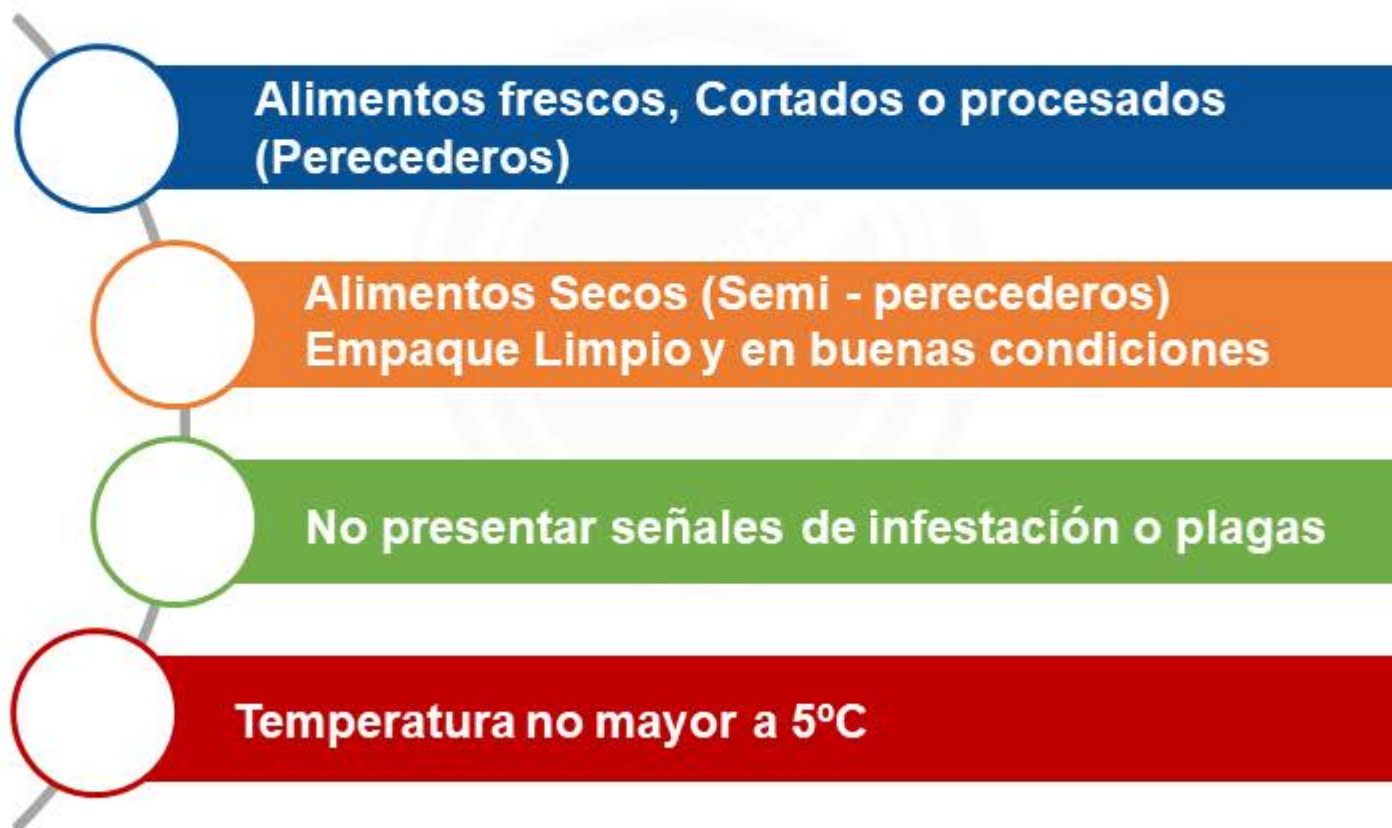 Alimentos frescos, Cortados o procesados
(Perecederos)
Alimentos Secos (Semi - perecederos)
Empaque Limpio y en buenas condiciones
No presentar señales de infestación o plagas
Temperatura no mayor a 5ºC